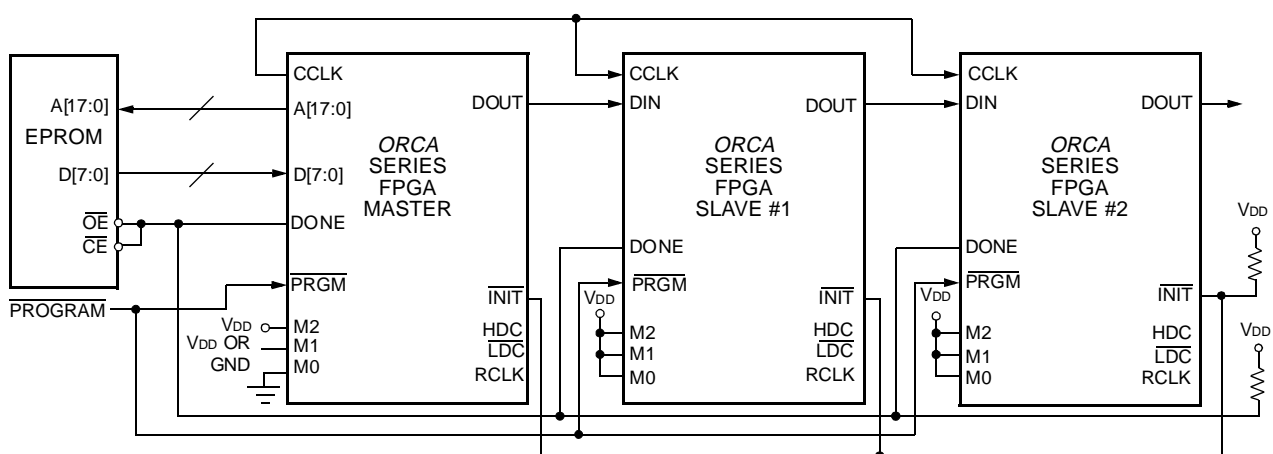 EPROM
A[17:0]
D[7:0]
OE
CE
PROGRAM
CCLK
A[17:0]
DOUT
D[7:0]
ORCA
SERIES
FPGA
MASTER
DONE
PRGM
INIT
VDD
M2
HDC
VDD OR
M1
LDC
GND
M0
RCLK
CCLK
DIN
DOUT
ORCA
SERIES
FPGA
SLAVE #1
DONE
PRGM
VDD
INIT
M2
HDC
M1
LDC
M0
RCLK
CCLK
DIN
DOUT
ORCA
SERIES
FPGA
SLAVE #2
VDD
DONE
PRGM
VDD
INIT
M2
HDC
VDD
M1
LDC
M0
RCLK